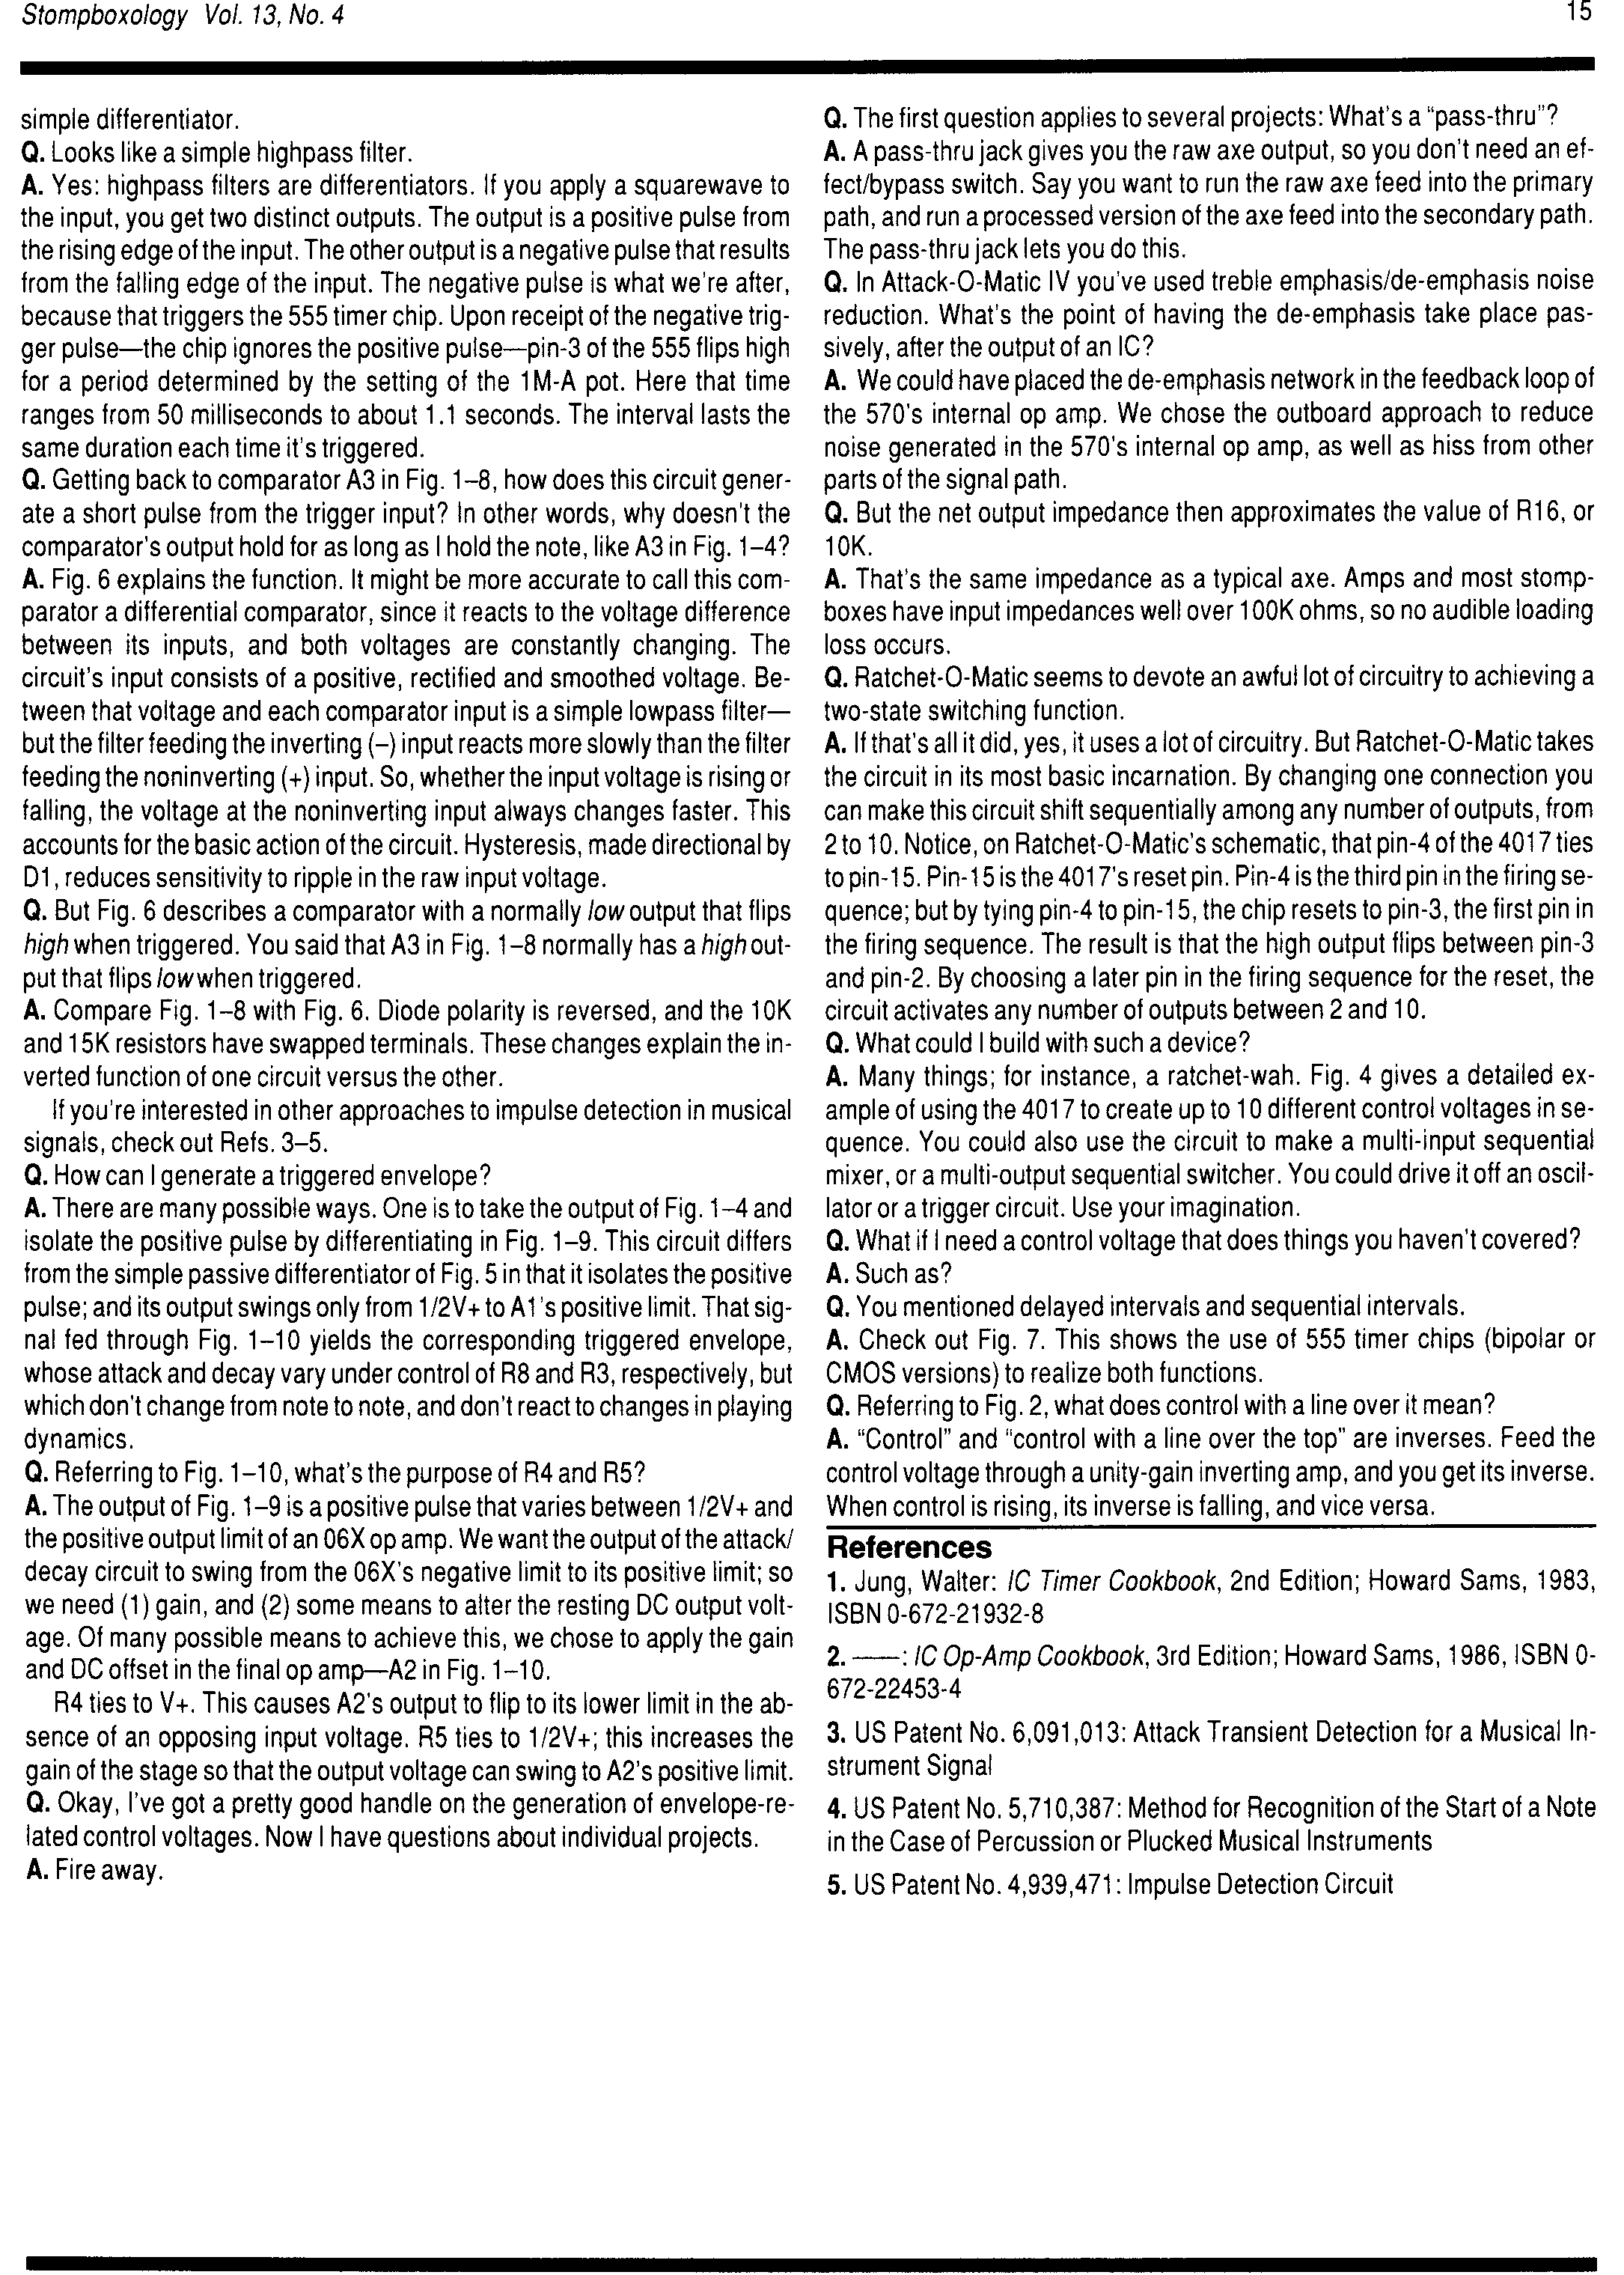 Stompboxology Vol. 13, No. 4
15
simple differentiator.
Q. Looks like a simple highpass filter.
A. Yes: highpass filters are differentiators. If you apply a squarewave to
the input, you get two distinct outputs. The output is a positive pulse from
the rising edge of the input. The other output is a negative pulse that results
from the falling edge of the input. The negative pulse is what we're after,
because that triggers the 555 timer chip. Upon receipt of the negative trig-
ger pulse—the chip ignores the positive pulse—pin-3 of the 555 flips high
for a period determined by the setting of the 1M-A pot. Here that time
ranges from 50 milliseconds to about 1.1 seconds. The interval lasts the
same duration each time it's triggered.
Q. Getting back to comparator A3 in Fig. 1–8, how does this circuit gener-
ate a short pulse from the trigger input? In other words, why doesn't the
comparator's output hold for as long as I hold the note, like A3 in Fig. 1–4?
A. Fig. 6 explains the function. It might be more accurate to call this com-
parator a differential comparator, since it reacts to the voltage difference
between its inputs, and both voltages are constantly changing. The
circuit's input consists of a positive, rectified and smoothed voltage. Be-
tween that voltage and each comparator input is a simple lowpass filter—
but the filter feeding the inverting (–) input reacts more slowly than the filter
feeding the noninverting (+) input. So, whether the input voltage is rising or
falling, the voltage at the noninverting input always changes faster. This
accounts for the basic action of the circuit. Hysteresis, made directional by
D1, reduces sensitivity to ripple in the raw input voltage.
Q. But Fig. 6 describes a comparator with a normally low output that flips
high when triggered. You said that A3 in Fig. 1–8 normally has a high out-
put that flips low when triggered.
A. Compare Fig. 1–8 with Fig. 6. Diode polarity is reversed, and the 10K
and 15K resistors have swapped terminals. These changes explain the in-
verted function of one circuit versus the other.
If you're interested in other approaches to impulse detection in musical
signals, check out Refs. 3–5.
Q. How can I generate a triggered envelope?
A. There are many possible ways. One is to take the output of Fig. 1–4 and
isolate the positive pulse by differentiating in Fig. 1–9. This circuit differs
from the simple passive differentiator of Fig. 5 in that it isolates the positive
pulse; and its output swings only from 1/2V+ to A1's positive limit. That sig-
nal fed through Fig. 1–10 yields the corresponding triggered envelope,
whose attack and decay vary under control of R8 and R3, respectively, but
which don't change from note to note, and don't react to changes in playing
dynamics.
Q. Referring to Fig. 1–10, what's the purpose of R4 and R5?
A. The output of Fig. 1–9 is a positive pulse that varies between 1/2V+ and
the positive output limit of an 06X op amp. We want the output of the attack/
decay circuit to swing from the 06X's negative limit to its positive limit; so
we need (1) gain, and (2) some means to alter the resting DC output volt-
age. Of many possible means to achieve this, we chose to apply the gain
and DC offset in the final op amp—A2 in Fig. 1–10.
R4 ties to V+. This causes A2's output to flip to its lower limit in the ab-
sence of an opposing input voltage. R5 ties to 1/2V+; this increases the
gain of the stage so that the output voltage can swing to A2's positive limit.
Q. Okay, I've got a pretty good handle on the generation of envelope-re-
lated control voltages. Now I have questions about individual projects.
A. Fire away.
Q. The first question applies to several projects: What's a "pass-thru"?
A. A pass-thru jack gives you the raw axe output, so you don't need an ef-
fect/bypass switch. Say you want to run the raw axe feed into the primary
path, and run a processed version of the axe feed into the secondary path.
The pass-thru jack lets you do this.
Q. In Attack-O-Matic IV you've used treble emphasis/de-emphasis noise
reduction. What's the point of having the de-emphasis take place pas-
sively, after the output of an IC?
A. We could have placed the de-emphasis network in the feedback loop of
the 570's internal op amp. We chose the outboard approach to reduce
noise generated in the 570's internal op amp, as well as hiss from other
parts of the signal path.
Q. But the net output impedance then approximates the value of R16, or
10K.
A. That's the same impedance as a typical axe. Amps and most stomp-
boxes have input impedances well over 100K ohms, so no audible loading
loss occurs.
Q. Ratchet-O-Matic seems to devote an awful lot of circuitry to achieving a
two-state switching function.
A. If that's all it did, yes, it uses a lot of circuitry. But Ratchet-O-Matic takes
the circuit in its most basic incarnation. By changing one connection you
can make this circuit shift sequentially among any number of outputs, from
2 to 10. Notice, on Ratchet-O-Matic's schematic, that pin-4 of the 4017 ties
to pin-15. Pin-15 is the 4017's reset pin. Pin-4 is the third pin in the firing se-
quence; but by tying pin-4 to pin-15, the chip resets to pin-3, the first pin in
the firing sequence. The result is that the high output flips between pin-3
and pin-2. By choosing a later pin in the firing sequence for the reset, the
circuit activates any number of outputs between 2 and 10.
Q. What could I build with such a device?
A. Many things; for instance, a ratchet-wah. Fig. 4 gives a detailed ex-
ample of using the 4017 to create up to 10 different control voltages in se-
quence. You could also use the circuit to make a multi-input sequential
mixer, or a multi-output sequential switcher. You could drive it off an oscil-
lator or a trigger circuit. Use your imagination.
Q. What if I need a control voltage that does things you haven't covered?
A. Such as?
Q. You mentioned delayed intervals and sequential intervals.
A. Check out Fig. 7. This shows the use of 555 timer chips (bipolar or
CMOS versions) to realize both functions.
Q. Referring to Fig. 2, what does control with a line over it mean?
A. "Control" and "control with a line over the top" are inverses. Feed the
control voltage through a unity-gain inverting amp, and you get its inverse.
When control is rising, its inverse is falling, and vice versa.
References
1. Jung, Walter: IC Timer Cookbook, 2nd Edition; Howard Sams, 1983,
ISBN 0-672-21932-8
2. ——: IC Op-Amp Cookbook, 3rd Edition; Howard Sams, 1986, ISBN 0-
672-22453-4
3. US Patent No. 6,091,013: Attack Transient Detection for a Musical In-
strument Signal
4. US Patent No. 5,710,387: Method for Recognition of the Start of a Note
in the Case of Percussion or Plucked Musical Instruments
5. US Patent No. 4,939,471: Impulse Detection Circuit